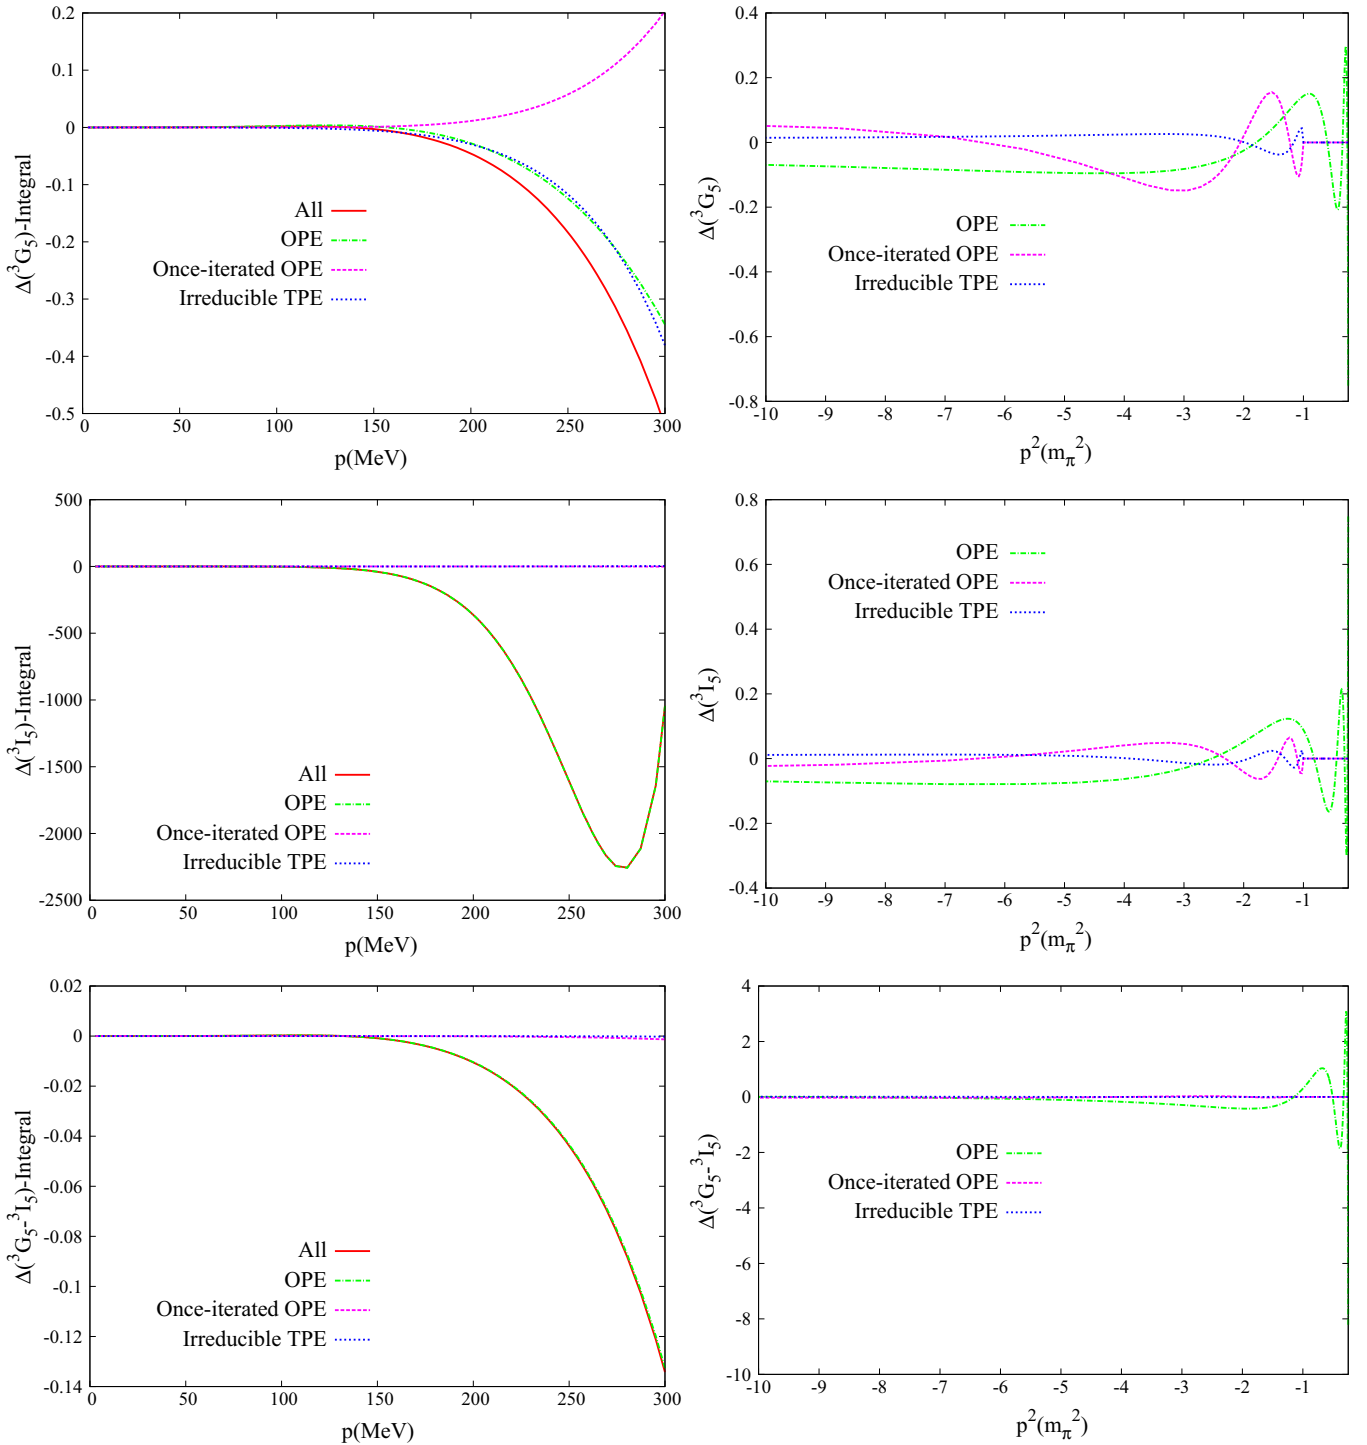 0.2
0.1
0
-0.1
-0.2
-0.3
-0.4
-0.5
0 50 100 150 200 250 300
p(MeV)
Δ(³G₅)-Integral
All
OPE
Once-iterated OPE
Irreducible TPE
0.4
0.2
0
-0.2
-0.4
-0.6
-0.8
-10 -9 -8 -7 -6 -5 -4 -3 -2 -1
p²(m_π²)
Δ(³G₅)
OPE
Once-iterated OPE
Irreducible TPE
500
0
-500
-1000
-1500
-2000
-2500
0 50 100 150 200 250 300
p(MeV)
Δ(³I₅)-Integral
All
OPE
Once-iterated OPE
Irreducible TPE
0.8
0.6
0.4
0.2
0
-0.2
-0.4
-10 -9 -8 -7 -6 -5 -4 -3 -2 -1
p²(m_π²)
Δ(³I₅)
OPE
Once-iterated OPE
Irreducible TPE
0.02
0
-0.02
-0.04
-0.06
-0.08
-0.1
-0.12
-0.14
0 50 100 150 200 250 300
p(MeV)
Δ(³G₅-³I₅)-Integral
All
OPE
Once-iterated OPE
Irreducible TPE
4
2
0
-2
-4
-6
-8
-10
-10 -9 -8 -7 -6 -5 -4 -3 -2 -1
p²(m_π²)
Δ(³G₅-³I₅)
OPE
Once-iterated OPE
Irreducible TPE